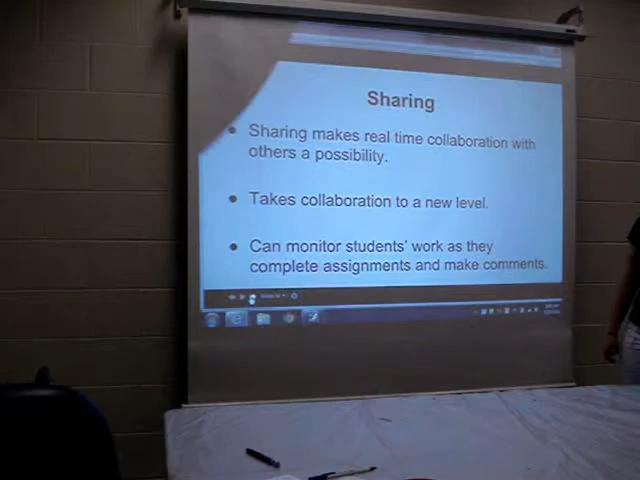 Sharing
• Sharing makes real time collaboration with
others a possibility.
• Takes collaboration to a new level.
• Can monitor students' work as they
complete assignments and make comments.